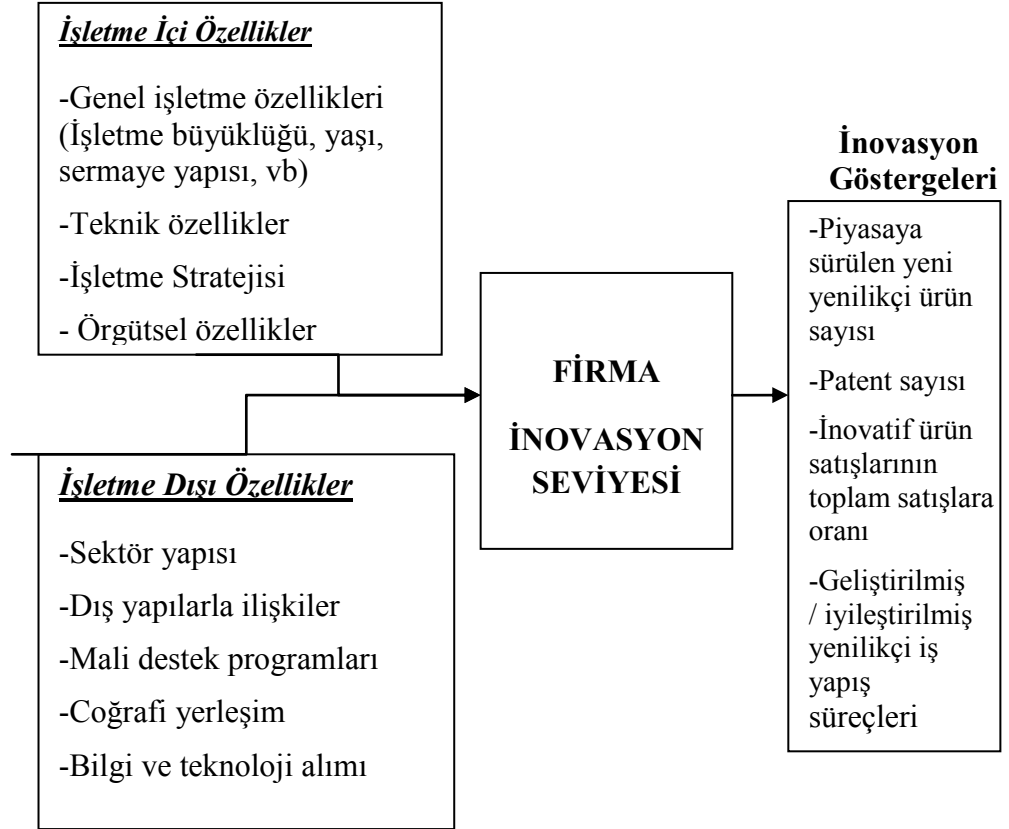 İşletme İçi Özellikler
-Genel işletme özellikleri
(İşletme büyüklüğü, yaşı,
sermaye yapısı, vb)
-Teknik özellikler
-İşletme Stratejisi
- Örgütsel özellikler
İşletme Dışı Özellikler
-Sektör yapısı
-Dış yapılarla ilişkiler
-Mali destek programları
-Coğrafi yerleşim
-Bilgi ve teknoloji alımı
FİRMA
İNOVASYON
SEVİYESİ
İnovasyon
Göstergeleri
-Piyasaya
sürülen yeni
yenilikçi ürün
sayısı
-Patent sayısı
-İnovatif ürün
satışlarının
toplam satışlara
oranı
-Geliştirilmiş
/ iyileştirilmiş
yenilikçi iş
yapış
süreçleri